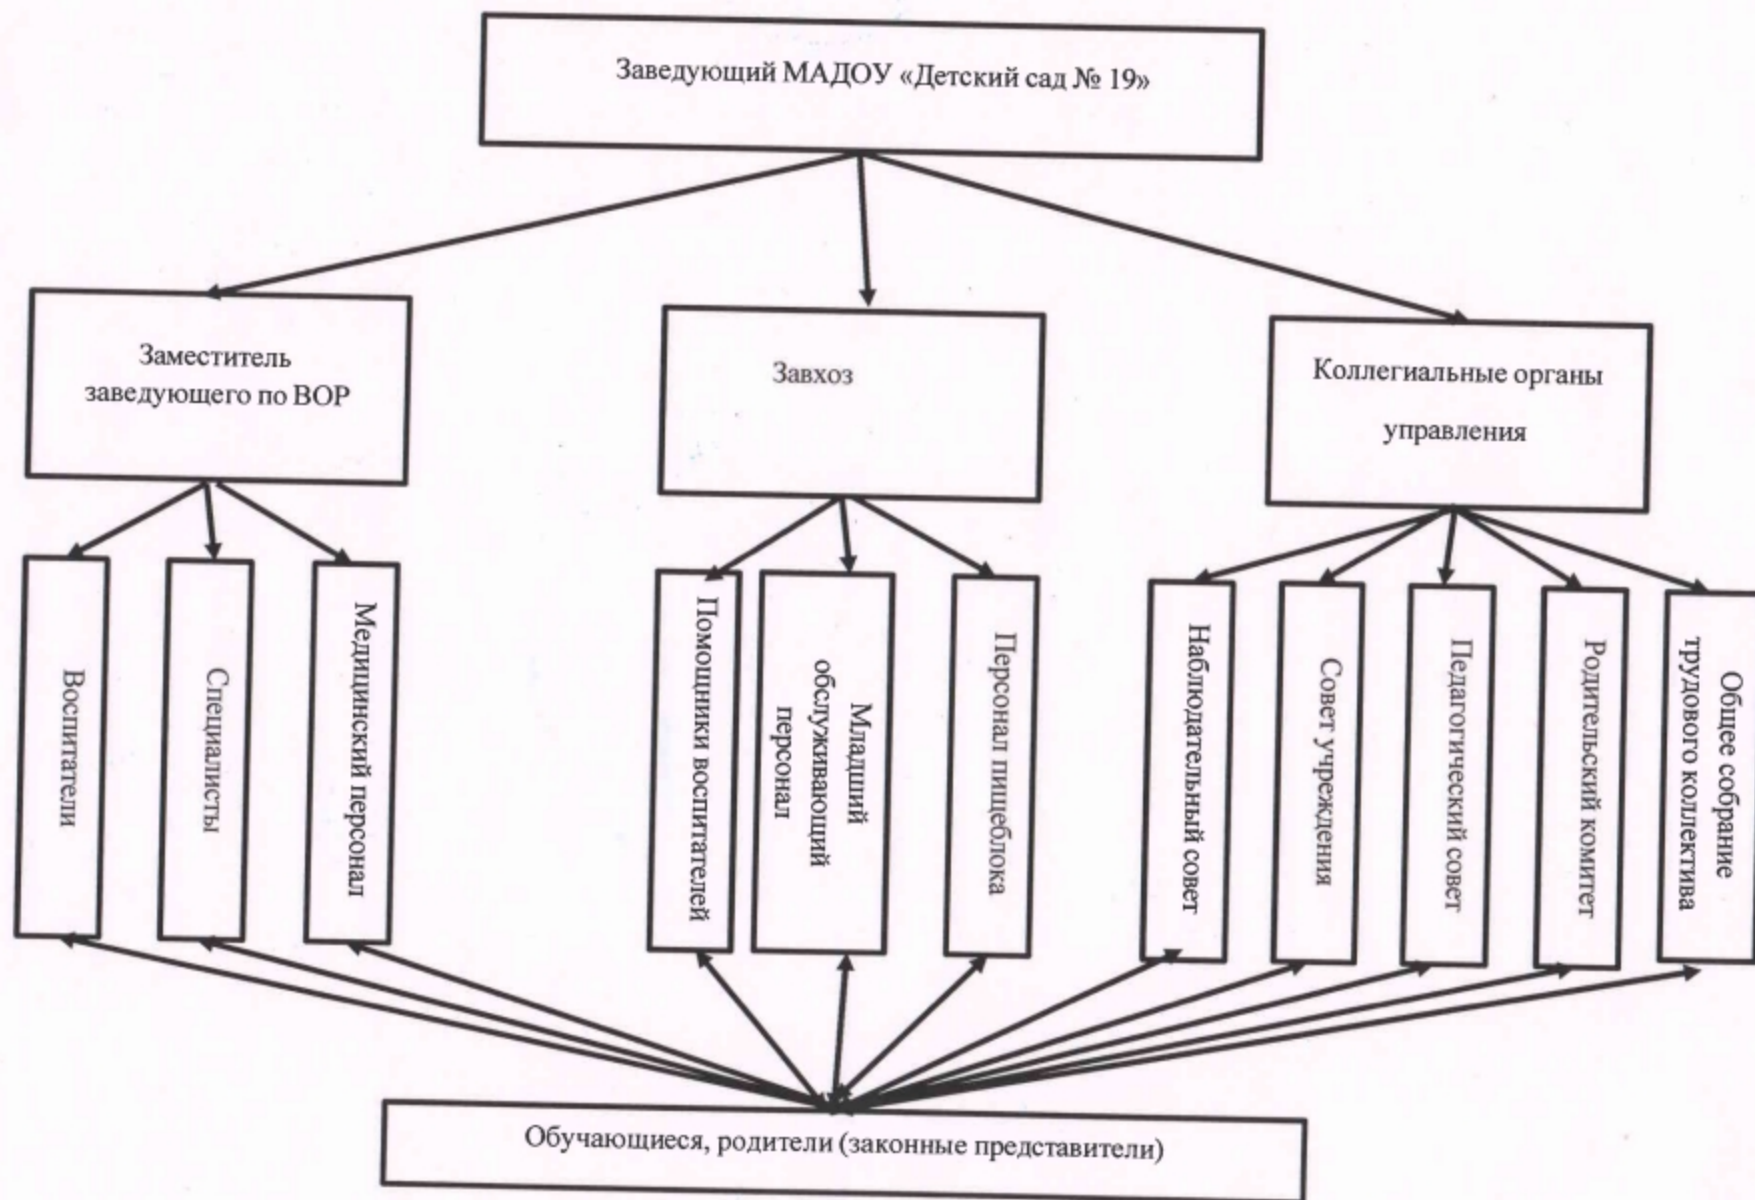 Заведующий МАДОУ «Детский сад № 19»
Заместитель
заведующего по ВОР
Завхоз
Коллегиальные органы
управления
Воспитатели
Специалисты
Медицинский персонал
Помощники воспитателей
Младший
обслуживающий
персонал
Персонал пищеблока
Наблюдательный совет
Совет учреждения
Педагогический совет
Родительский комитет
Общее собрание
трудового коллектива
Обучающиеся, родители (законные представители)